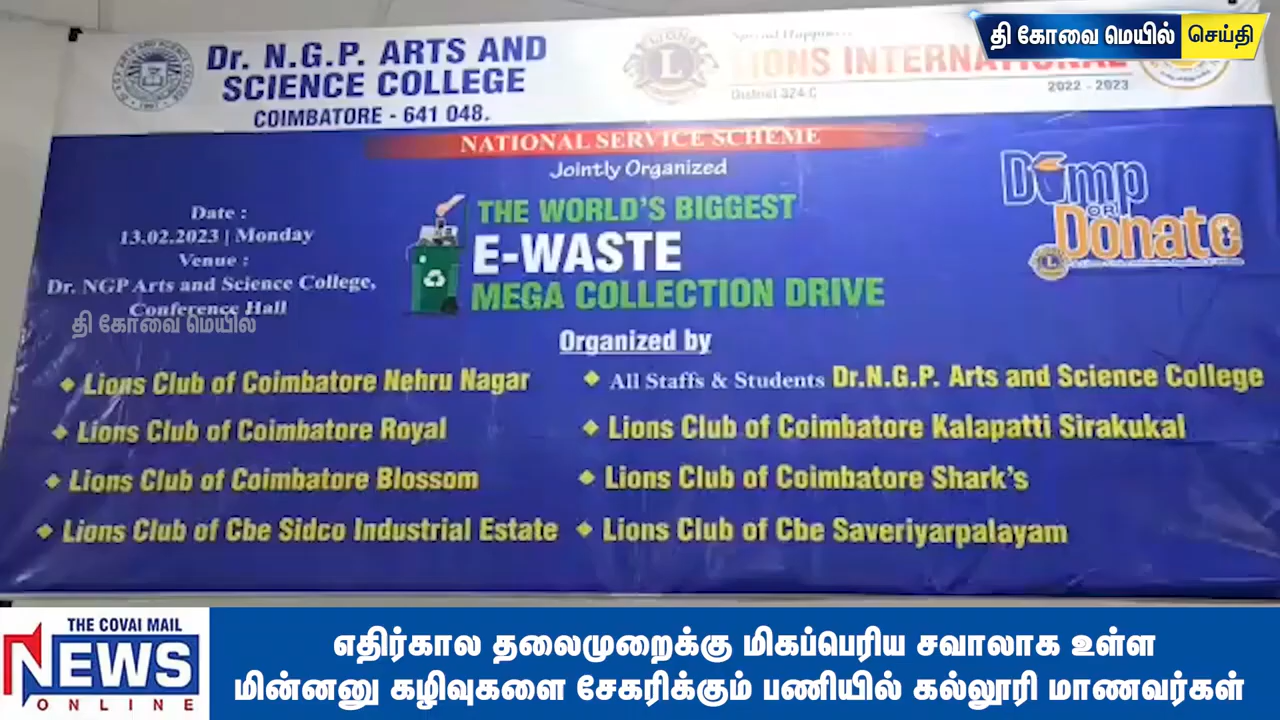 தி கோவை மெயில் செய்தி
Dr. N.G.P. ARTS AND
SCIENCE COLLEGE
COIMBATORE - 641 048.
Special Happiness
LIONS INTERNATIONAL
District 324 C
2022 - 2023
NATIONAL SERVICE SCHEME
Jointly Organized
Date :
13.02.2023 | Monday
Venue :
Dr. NGP Arts and Science College,
Conference Hall
தி கோவை மெயில்
THE WORLD'S BIGGEST
E-WASTE
MEGA COLLECTION DRIVE
Dump
OR
Donate
Organized by
❖ Lions Club of Coimbatore Nehru Nagar
❖ Lions Club of Coimbatore Royal
❖ Lions Club of Coimbatore Blossom
❖ Lions Club of Cbe Sidco Industrial Estate
❖ All Staffs & Students Dr.N.G.P. Arts and Science College
❖ Lions Club of Coimbatore Kalapatti Sirakukal
❖ Lions Club of Coimbatore Shark's
❖ Lions Club of Cbe Saveriyarpalayam
THE COVAI MAIL
NEWS
ONLINE
எதிர்கால தலைமுறைக்கு மிகப்பெரிய சவாலாக உள்ள
மின்னனு கழிவுகளை சேகரிக்கும் பணியில் கல்லூரி மாணவர்கள்